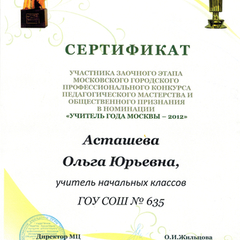 СЕРТИФИКАТ
УЧАСТНИКА ЗАОЧНОГО ЭТАПА
МОСКОВСКОГО ГОРОДСКОГО
ПРОФЕССИОНАЛЬНОГО КОНКУРСА
ПЕДАГОГИЧЕСКОГО МАСТЕРСТВА И
ОБЩЕСТВЕННОГО ПРИЗНАНИЯ
В НОМИНАЦИИ
«УЧИТЕЛЬ ГОДА МОСКВЫ – 2012»
Асташева
Ольга Юрьевна,
учитель начальных классов
ГОУ СОШ № 635
Директор МЦ О.И.Жильцова